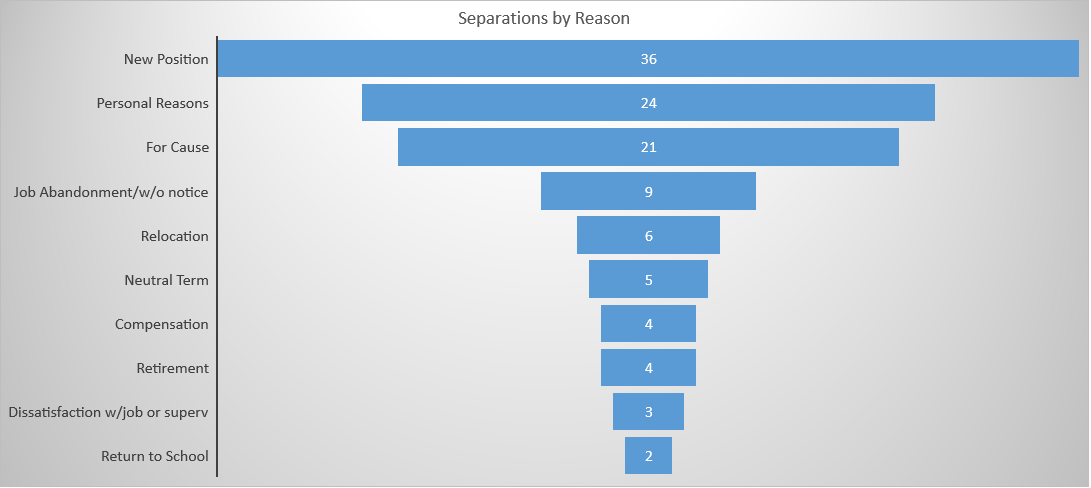 Separations by Reason
New Position 36
Personal Reasons 24
For Cause 21
Job Abandonment/w/o notice 9
Relocation 6
Neutral Term 5
Compensation 4
Retirement 4
Dissatisfaction w/job or superv 3
Return to School 2